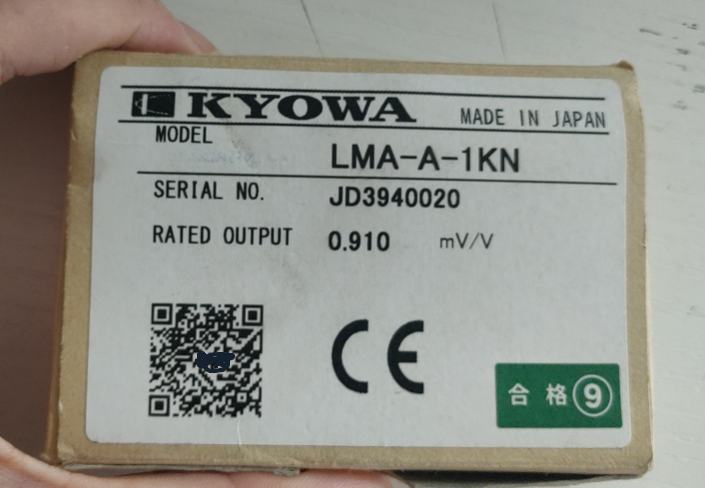 KYOWA MADE IN JAPAN
MODEL LMA-A-1KN
SERIAL NO. JD3940020
RATED OUTPUT 0.910 mV/V
CE
合格⑨